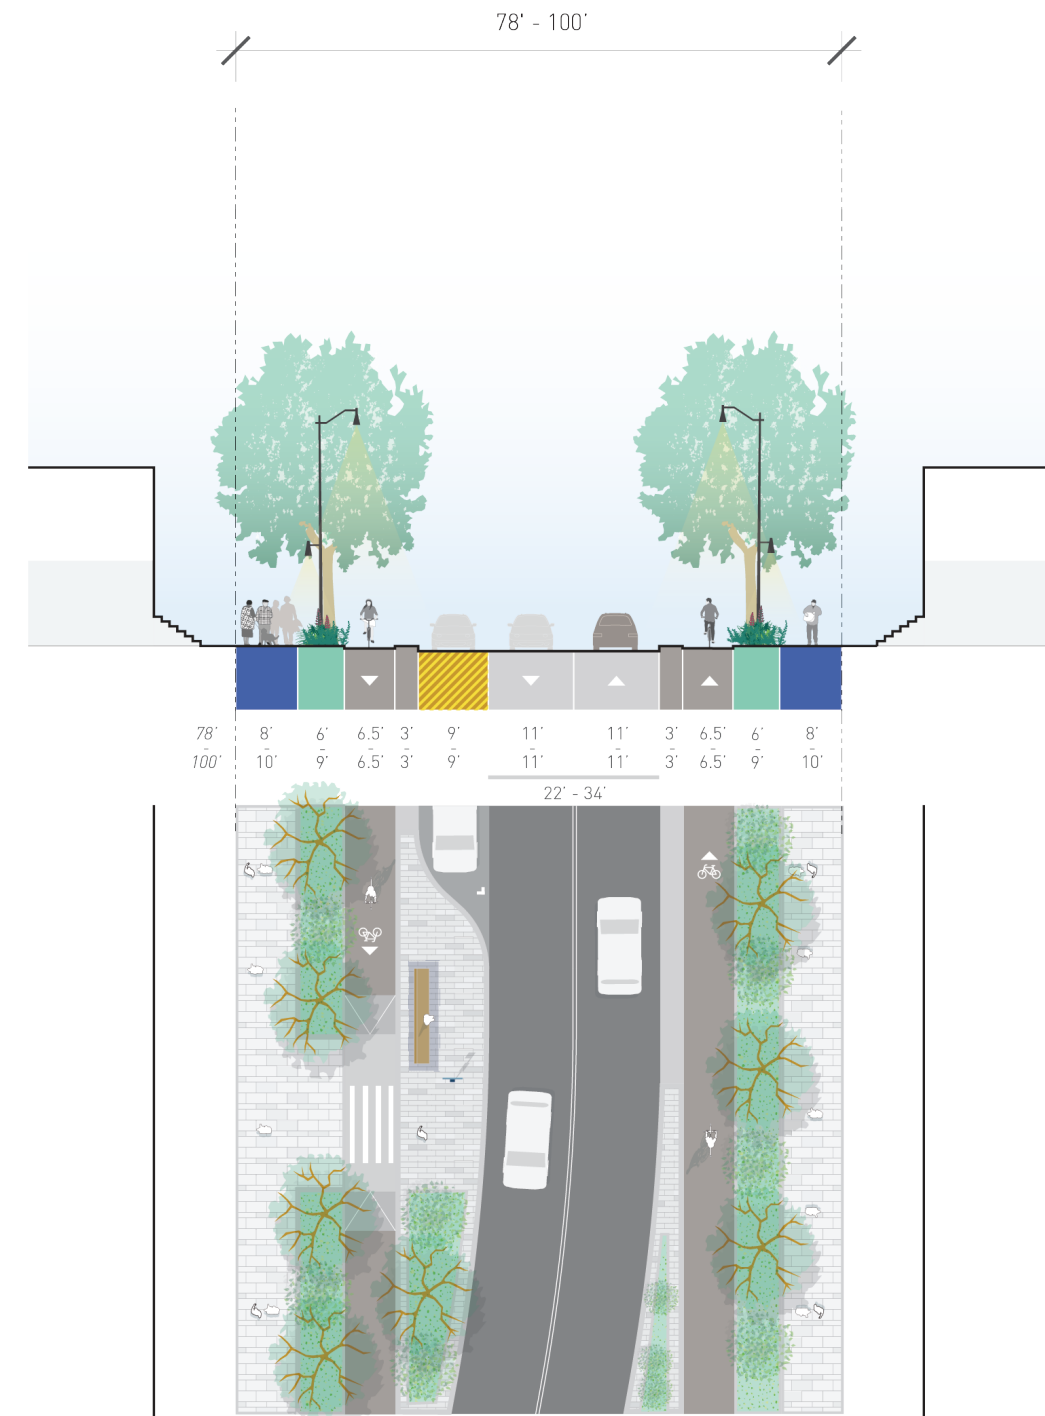 78' - 100'
78' 8' 6' 6.5' 3' 9' 11' 11' 3' 6.5' 6' 8'
- - - - - - - - - - - -
100' 10' 9' 6.5' 3' 9' 11' 11' 3' 6.5' 9' 10'
22' - 34'